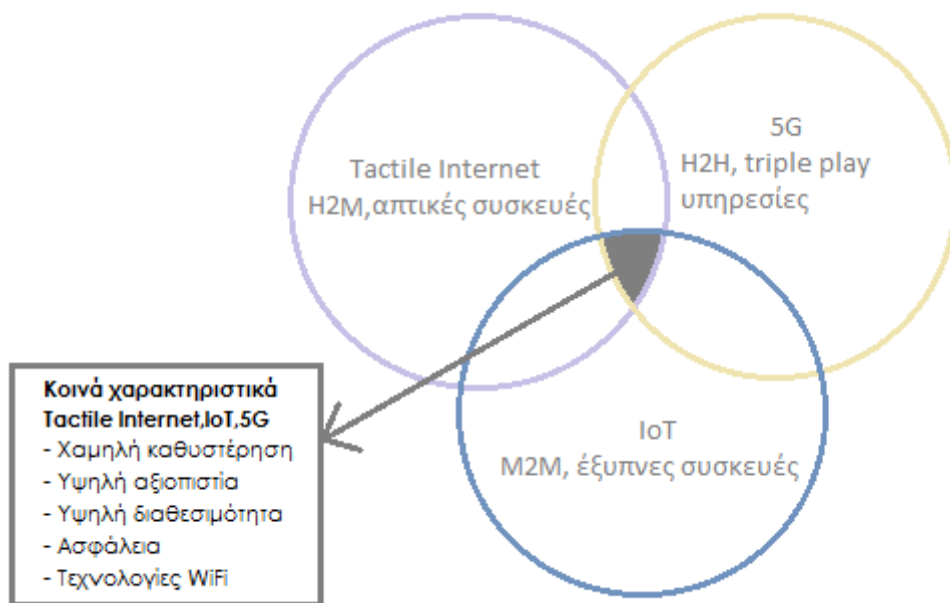 Tactile Internet
H2M,απτικές συσκευές
5G
H2H, triple play
υπηρεσίες
IoT
M2M, έξυπνες συσκευές
Κοινά χαρακτηριστικά
Tactile Internet,IoT,5G
- Χαμηλή καθυστέρηση
- Υψηλή αξιοπιστία
- Υψηλή διαθεσιμότητα
- Ασφάλεια
- Τεχνολογίες WiFi